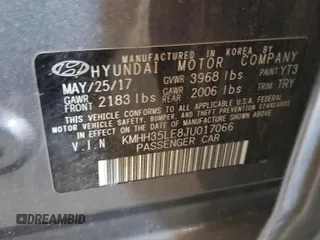 MANUFACTURED IN KOREA BY
HYUNDAI MOTOR COMPANY
MAY/25/17 GVWR 3968 lbs PAINT YT3
GAWR FRONT 2183 lbs GAWR REAR 2006 lbs TRIM TRY
THIS VEHICLE CONFORMS TO ALL APPLICABLE
FEDERAL MOTOR VEHICLE SAFETY, BUMPER, AND
THEFT PREVENTION STANDARDS IN EFFECT ON
THE DATE OF MANUFACTURE SHOWN ABOVE.
V.I.N. KMHH35LE8JU017066
PASSENGER CAR
DREAMBID